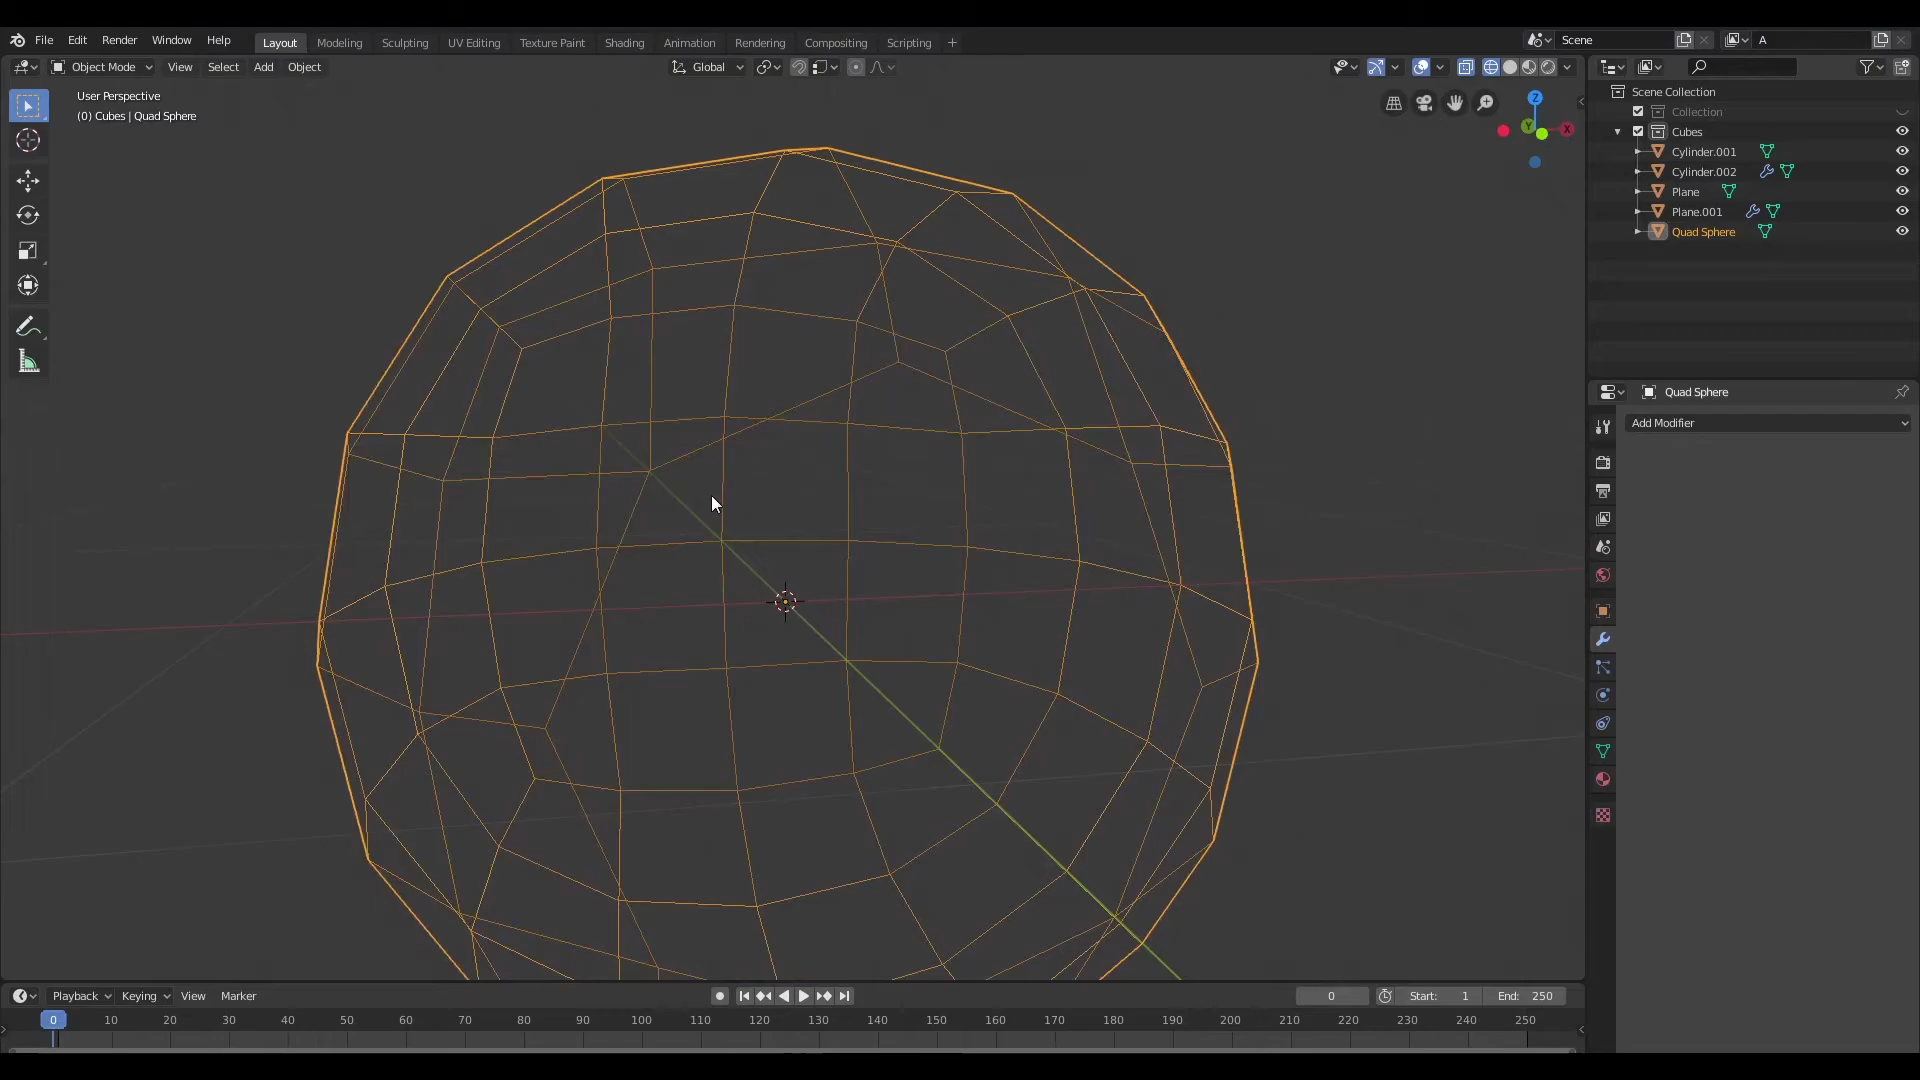 File Edit Render Window Help Layout Modeling Sculpting UV Editing Texture Paint Shading Animation Rendering Compositing Scripting + Scene A
Object Mode View Select Add Object Global
User Perspective
(0) Cubes | Quad Sphere
Z
Y
X
Scene Collection
Collection
Cubes
Cylinder.001
Cylinder.002
Plane
Plane.001
Quad Sphere
Quad Sphere
Add Modifier
Playback Keying View Marker 0 Start: 1 End: 250
0 10 20 30 40 50 60 70 80 90 100 110 120 130 140 150 160 170 180 190 200 210 220 230 240 250